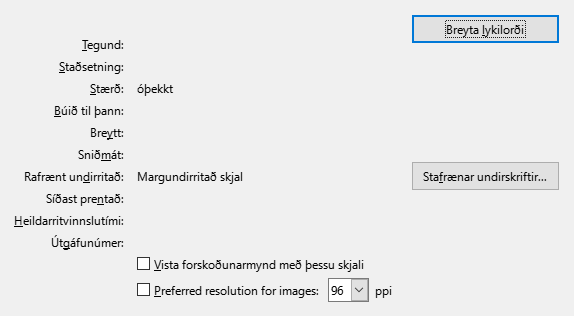 Breyta lykilorði
Tegund:
Staðsetning:
Stærð: óþekkt
Búið til þann:
Breytt:
Sniðmát:
Rafrænt undirritað: Margundirritað skjal Stafrænar undirskriftir...
Síðast prentað:
Heildarritvinnslutími:
Útgáfunúmer:
Vista forskoðunarmynd með þessu skjali
Preferred resolution for images: 96 ppi